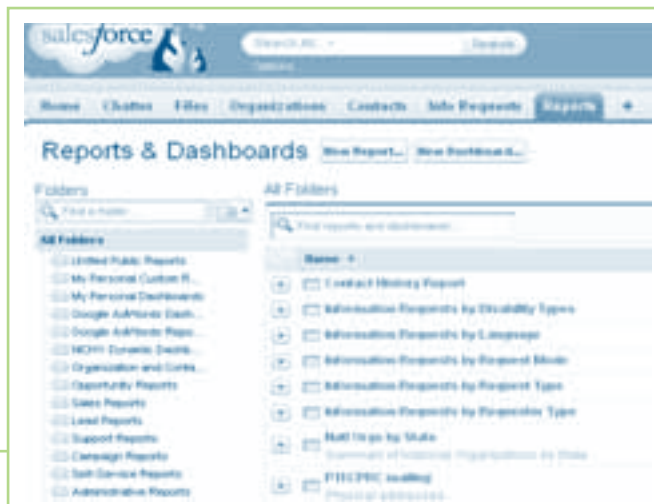 salesforce
Search All...
Search
Home Chatter Files Organizations Contacts Info Requests Reports +
Reports & Dashboards New Report... New Dashboard...
Folders
All Folders
Find a folder
Find reports and dashboards...
All Folders
Name
Unfiled Public Reports
My Personal Custom R...
My Personal Dashboards
Google AdWords Dash...
Google AdWords Repo...
Dynamic Dashb...
Organization and Conta...
Opportunity Reports
Sales Reports
Lead Reports
Support Reports
Campaign Reports
Self-Service Reports
Administrative Reports
Contact History Report
Information Requests by Disability Types
Information Requests by Language
Information Requests by Request Mode
Information Requests by Request Type
Information Requests by Requestor Type
Natl Orgs by State
Summary of National Organizations by State
mailing
Physical addresses